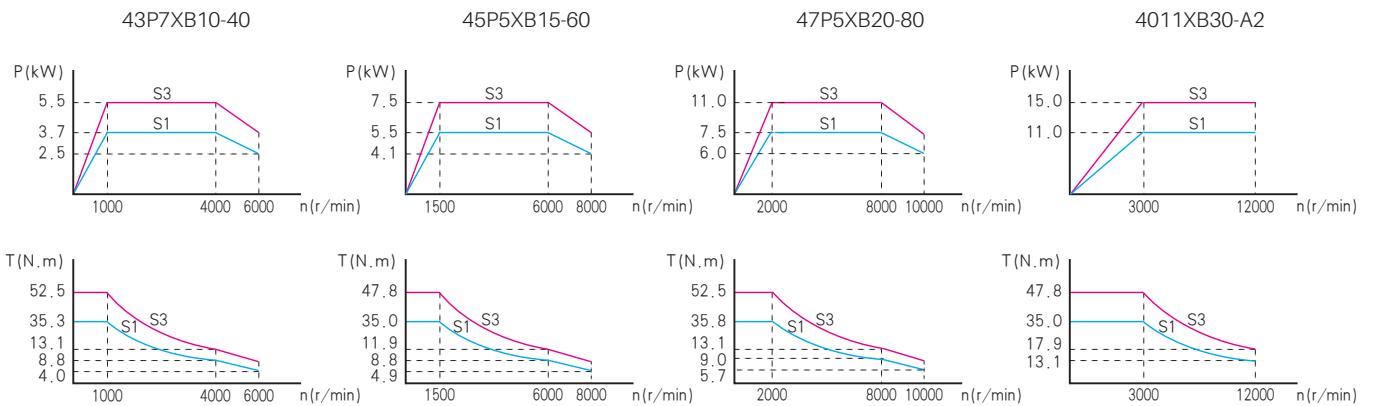 43P7XB10-40
P(kW)
5.5
3.7
2.5
S3
S1
1000 4000 6000 n(r/min)
T(N.m)
52.5
35.3
13.1
8.8
4.0
S1 S3
1000 4000 6000 n(r/min)
45P5XB15-60
P(kW)
7.5
5.5
4.1
S3
S1
1500 6000 8000 n(r/min)
T(N.m)
47.8
35.0
11.9
8.8
4.9
S1 S3
1500 6000 8000 n(r/min)
47P5XB20-80
P(kW)
11.0
7.5
6.0
S3
S1
2000 8000 10000 n(r/min)
T(N.m)
52.5
35.8
13.1
9.0
5.7
S1 S3
2000 8000 10000 n(r/min)
4011XB30-A2
P(kW)
15.0
11.0
S3
S1
3000 12000 n(r/min)
T(N.m)
47.8
35.0
17.9
13.1
S1 S3
3000 12000 n(r/min)